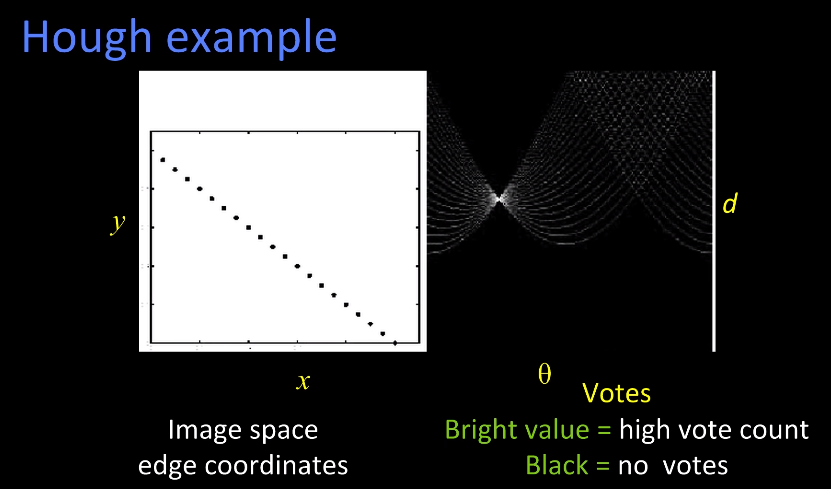 Hough example
y
d
x
θ
Votes
Image space
edge coordinates
Bright value = high vote count
Black = no votes